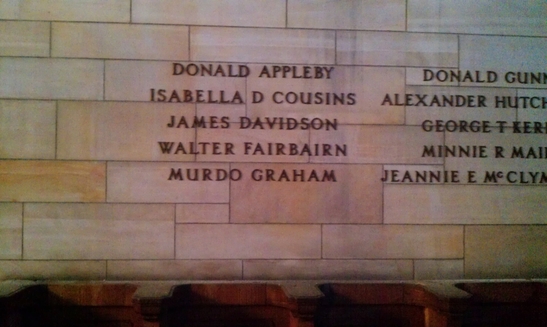 DONALD APPLEBY
ISABELLA D COUSINS
JAMES DAVIDSON
WALTER FAIRBAIRN
MURDO GRAHAM
DONALD GUNN
ALEXANDER HUTCH
GEORGE T KER
MINNIE R MAI
JEANNIE E McCLYM